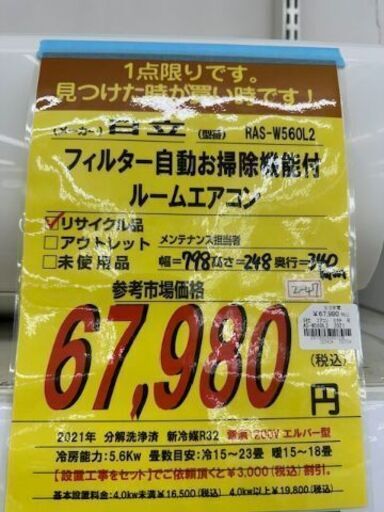 1点限りです。
見つけた時が買い時です!
(メーカー) 日立 (型番) RAS-W560L2
フィルター自動お掃除機能付
ルームエアコン
リサイクル品
アウトレット メンテナンス担当者
未使用品 幅=798 高さ=248 奥行=340
参考市場価格
67,980円
¥67,980
(税込)
2021年 分解洗浄済 新冷媒R32 電源 200V エルバー型
冷房能力:5.6Kw 畳数目安:冷15~23畳 暖15~18畳
【設置工事をセット】でご依頼頂くと¥3,000(税込)割引。
基本設置料金:4.0kw未満¥16,500(税込) 4.0kw以上¥19,800(税込)